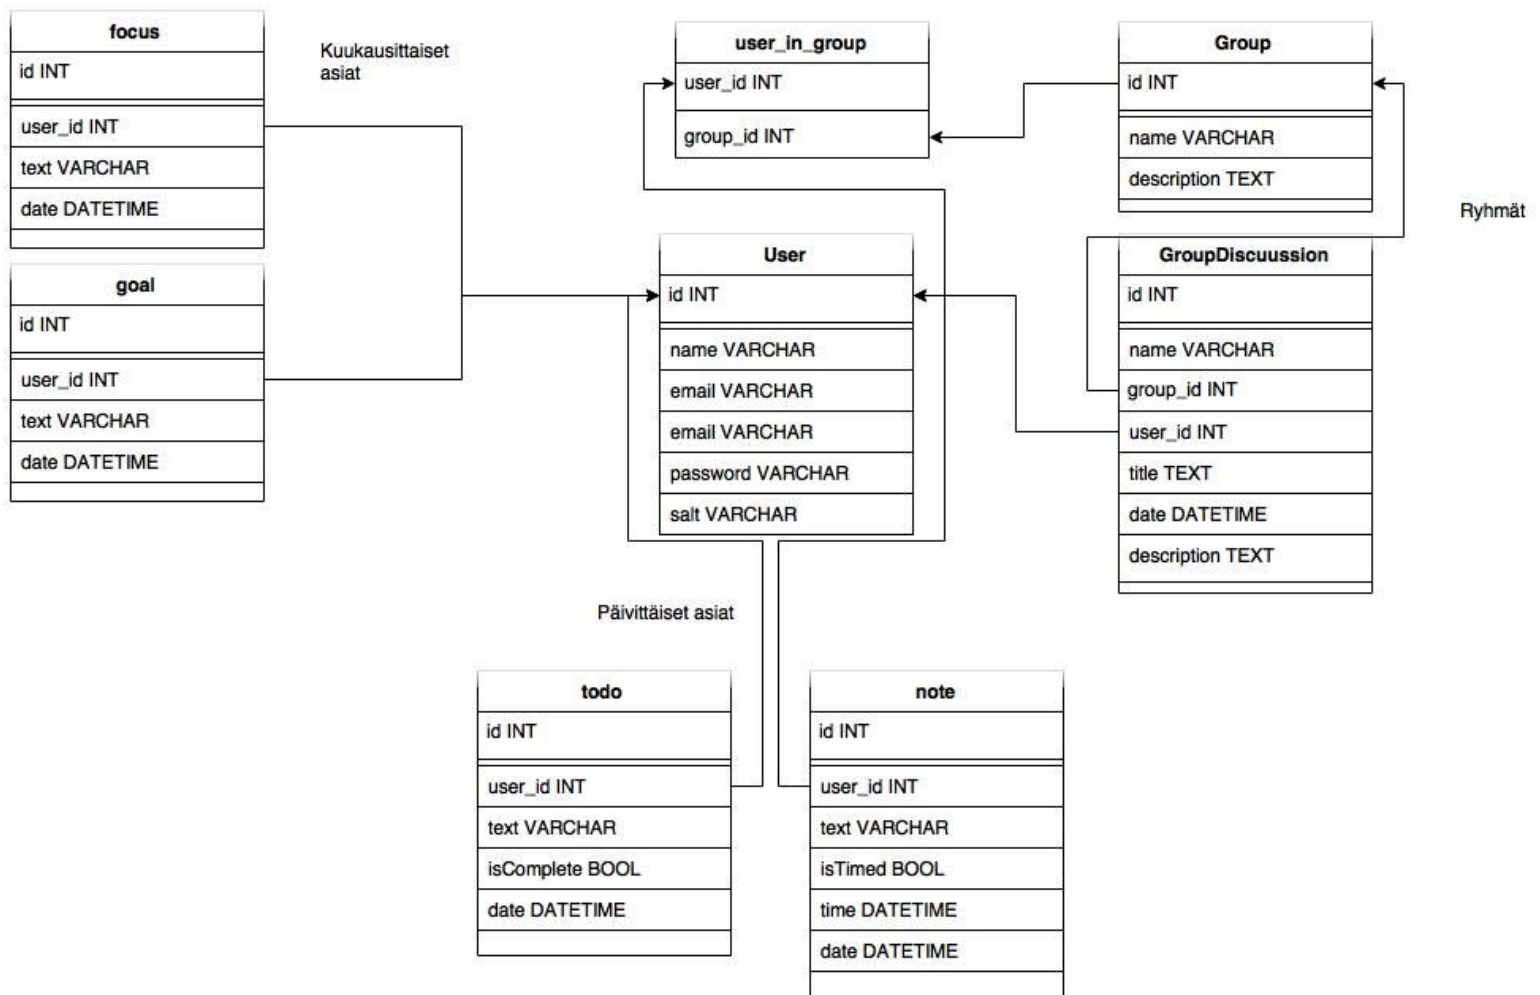 focus
id INT
user_id INT
text VARCHAR
date DATETIME
goal
id INT
user_id INT
text VARCHAR
date DATETIME
Kuukausittaiset
asiat
user_in_group
user_id INT
group_id INT
User
id INT
name VARCHAR
email VARCHAR
email VARCHAR
password VARCHAR
salt VARCHAR
Group
id INT
name VARCHAR
description TEXT
Ryhmät
GroupDiscuussion
id INT
name VARCHAR
group_id INT
user_id INT
title TEXT
date DATETIME
description TEXT
Päivittäiset asiat
todo
id INT
user_id INT
text VARCHAR
isComplete BOOL
date DATETIME
note
id INT
user_id INT
text VARCHAR
isTimed BOOL
time DATETIME
date DATETIME